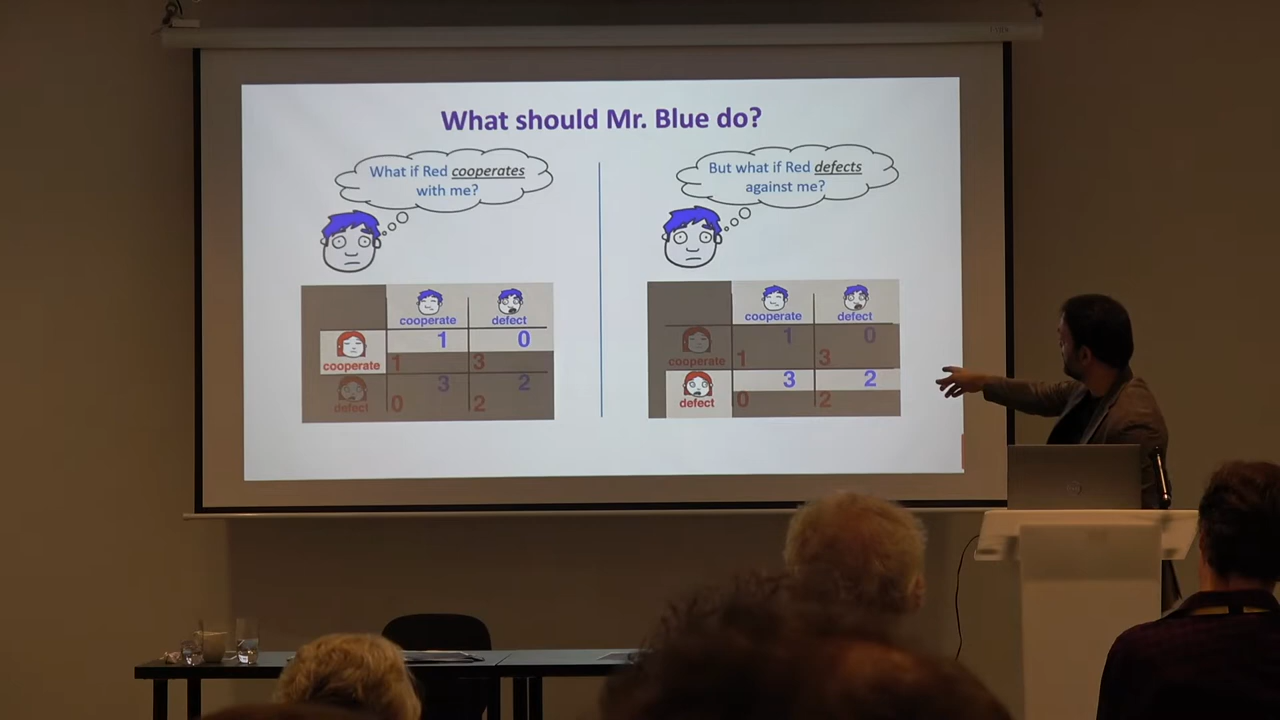 What should Mr. Blue do?
What if Red cooperates
with me?
But what if Red defects
against me?
cooperate defect
1 0
cooperate 1 3
3 2
defect 0 2
cooperate defect
1 0
cooperate 1 3
3 2
defect 0 2